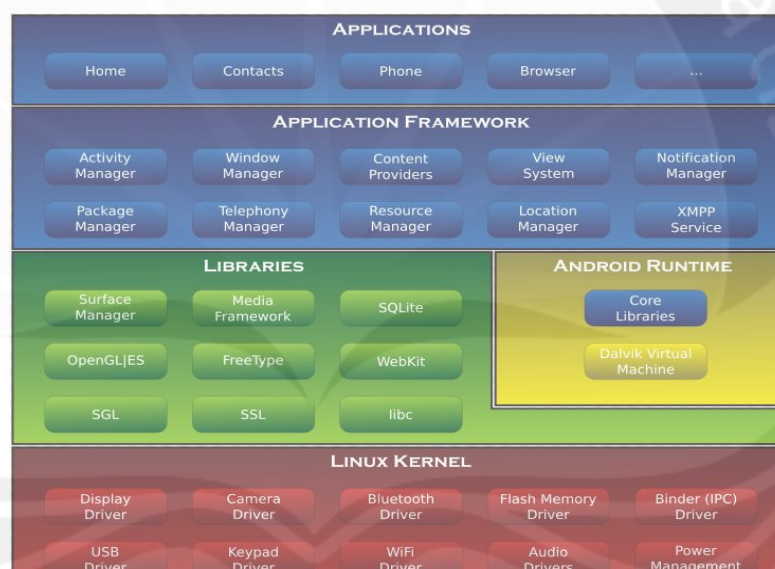 APPLICATIONS
Home
Contacts
Phone
Browser
...
APPLICATION FRAMEWORK
Activity
Manager
Window
Manager
Content
Providers
View
System
Notification
Manager
Package
Manager
Telephony
Manager
Resource
Manager
Location
Manager
XMPP
Service
LIBRARIES
Surface
Manager
Media
Framework
SQLite
OpenGL|ES
FreeType
WebKit
SGL
SSL
libc
ANDROID RUNTIME
Core
Libraries
Dalvik Virtual
Machine
LINUX KERNEL
Display
Driver
Camera
Driver
Bluetooth
Driver
Flash Memory
Driver
Binder (IPC)
Driver
USB
Driver
Keypad
Driver
WiFi
Driver
Audio
Drivers
Power
Management